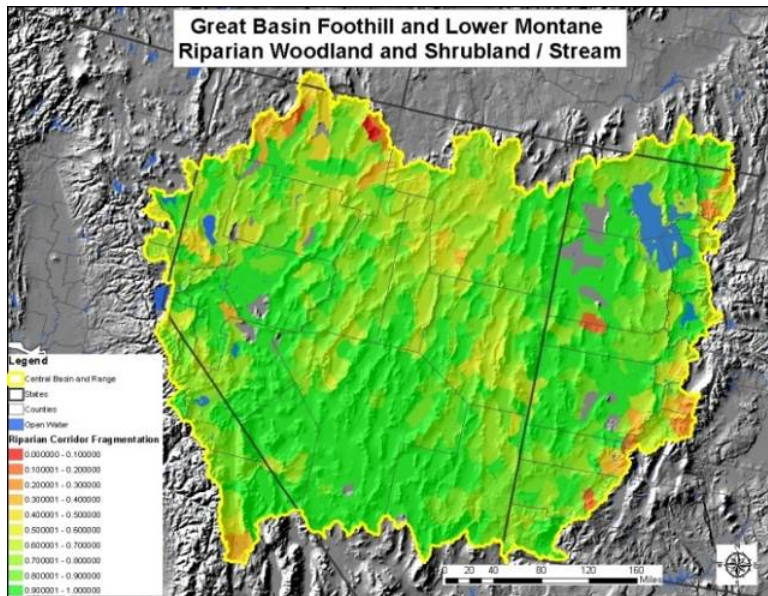 Great Basin Foothill and Lower Montane
Riparian Woodland and Shrubland / Stream
Legend
Central Basin and Range
States
Counties
Open Water
Riparian Corridor Fragmentation
0.000000 - 0.100000
0.100001 - 0.200000
0.200001 - 0.300000
0.300001 - 0.400000
0.400001 - 0.500000
0.500001 - 0.600000
0.600001 - 0.700000
0.700001 - 0.800000
0.800001 - 0.900000
0.900001 - 1.000000
0 20 40 80 120 160
Miles